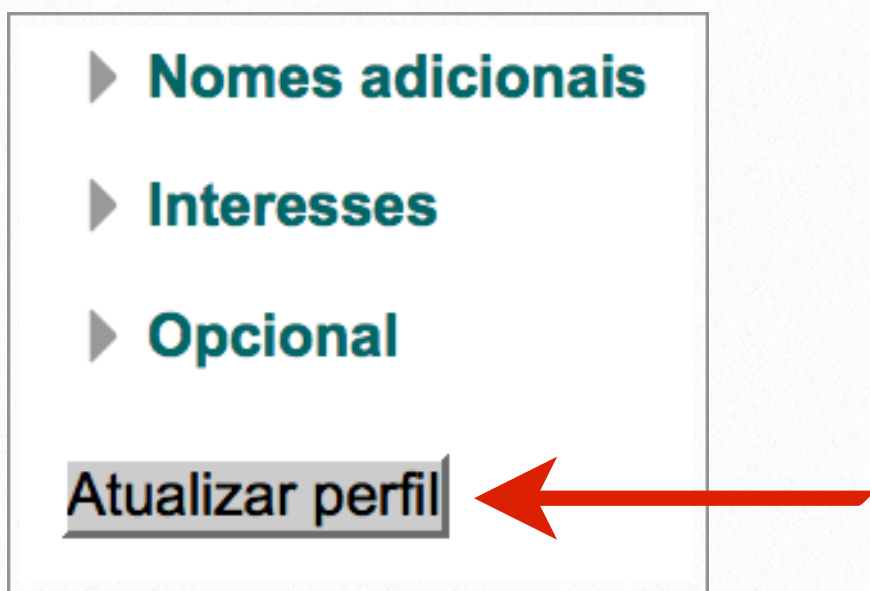 Nomes adicionais
Interesses
Opcional
Atualizar perfil